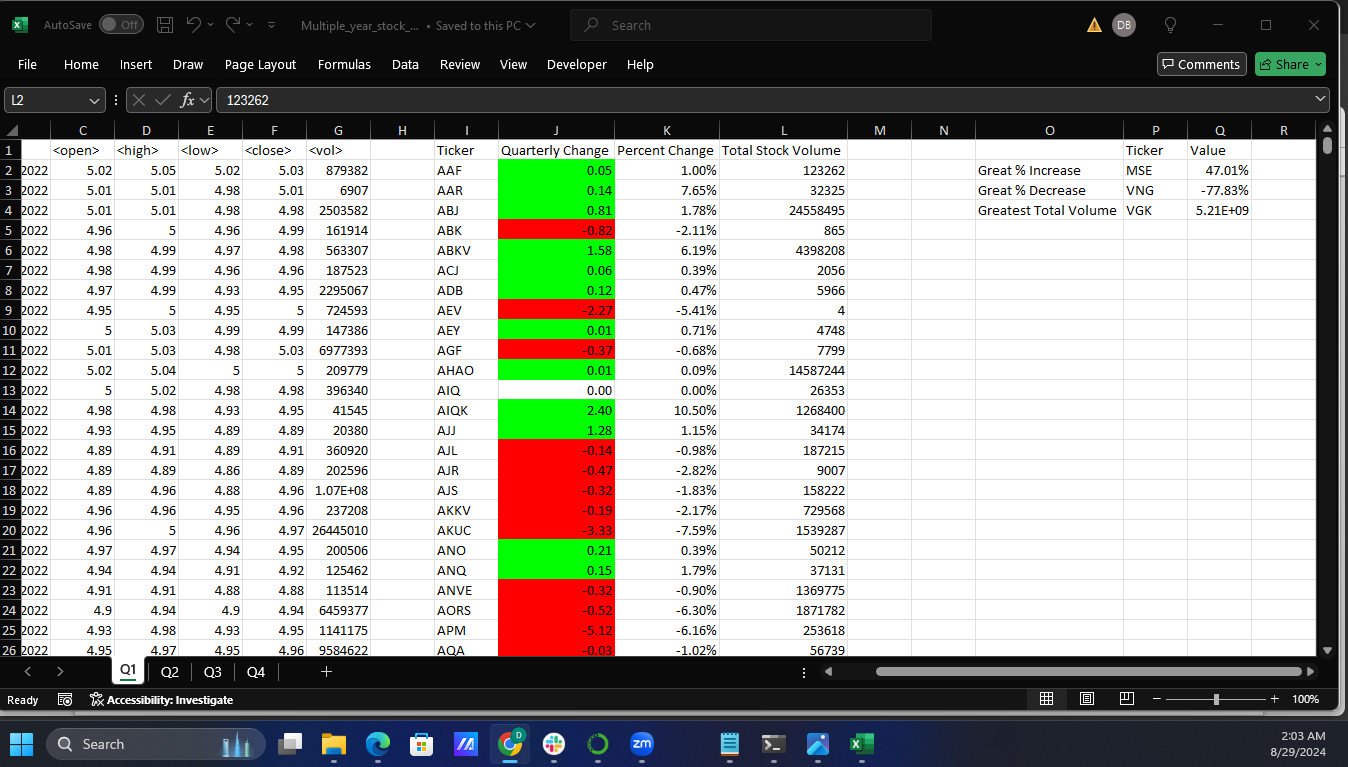 AutoSave Off Multiple_year_stock_... • Saved to this PC Search DB
File Home Insert Draw Page Layout Formulas Data Review View Developer Help Comments Share
L2 fx 123262
C D E F G H I J K L M N O P Q R
1 <open> <high> <low> <close> <vol> Ticker Quarterly Change Percent Change Total Stock Volume Ticker Value
2 2022 5.02 5.05 5.02 5.03 879382 AAF 0.05 1.00% 123262 Great % Increase MSE 47.01%
3 2022 5.01 5.01 4.98 5.01 6907 AAR 0.14 7.65% 32325 Great % Decrease VNG -77.83%
4 2022 5.01 5.01 4.98 4.98 2503582 ABJ 0.81 1.78% 24558495 Greatest Total Volume VGK 5.21E+09
5 2022 4.96 5 4.96 4.99 161914 ABK -0.82 -2.11% 865
6 2022 4.98 4.99 4.97 4.98 563307 ABKV 1.58 6.19% 4398208
7 2022 4.98 4.99 4.96 4.96 187523 ACJ 0.06 0.39% 2056
8 2022 4.97 4.99 4.93 4.95 2295067 ADB 0.12 0.47% 5966
9 2022 4.95 5 4.95 5 724593 AEV -2.27 -5.41% 4
10 2022 5 5.03 4.99 4.99 147386 AEY 0.01 0.71% 4748
11 2022 5.01 5.03 4.98 5.03 6977393 AGF -0.37 -0.68% 7799
12 2022 5.02 5.04 5 5 209779 AHAO 0.01 0.09% 14587244
13 2022 5 5.02 4.98 4.98 396340 AIQ 0.00 0.00% 26353
14 2022 4.98 4.98 4.93 4.95 41545 AIQK 2.40 10.50% 1268400
15 2022 4.93 4.95 4.89 4.89 20380 AJJ 1.28 1.15% 34174
16 2022 4.89 4.91 4.89 4.91 360920 AJL -0.14 -0.98% 187215
17 2022 4.89 4.89 4.86 4.89 202596 AJR -0.47 -2.82% 9007
18 2022 4.89 4.96 4.88 4.96 1.07E+08 AJS -0.32 -1.83% 158222
19 2022 4.96 4.96 4.95 4.96 237208 AKKV -0.19 -2.17% 729568
20 2022 4.96 5 4.96 4.97 26445010 AKUC -3.33 -7.59% 1539287
21 2022 4.97 4.97 4.94 4.95 200506 ANO 0.21 0.39% 50212
22 2022 4.94 4.94 4.91 4.92 125462 ANQ 0.15 1.79% 37131
23 2022 4.91 4.91 4.88 4.88 113514 ANVE -0.32 -0.90% 1369775
24 2022 4.9 4.94 4.9 4.94 6459377 AORS -0.52 -6.30% 1871782
25 2022 4.93 4.98 4.93 4.95 1141175 APM -5.12 -6.16% 253618
26 2022 4.95 4.97 4.95 4.96 9584622 AQA -0.03 -1.02% 56739
Q1 Q2 Q3 Q4
Ready Accessibility: Investigate 100%
Search D zm 2:03 AM
8/29/2024